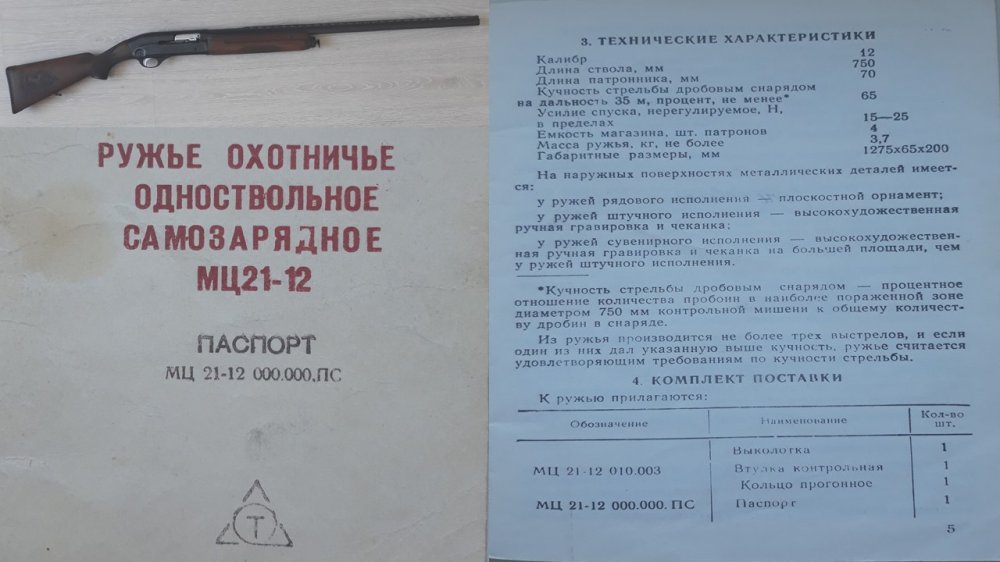 РУЖЬЕ ОХОТНИЧЬЕ
ОДНОСТВОЛЬНОЕ
САМОЗАРЯДНОЕ
МЦ21-12
ПАСПОРТ
МЦ 21-12 000.000.ПС
Т
3. ТЕХНИЧЕСКИЕ ХАРАКТЕРИСТИКИ
Калибр 12
Длина ствола, мм 750
Длина патронника, мм 70
Кучность стрельбы дробовым снарядом
на дальность 35 м, процент, не менее* 65
Усилие спуска, нерегулируемое, Н,
в пределах 15—25
Емкость магазина, шт. патронов 4
Масса ружья, кг, не более 3,7
Габаритные размеры, мм 1275х65х200
На наружных поверхностях металлических деталей имеет-
ся:
у ружей рядового исполнения — плоскостной орнамент;
у ружей штучного исполнения — высокохудожественная
ручная гравировка и чеканка;
у ружей сувенирного исполнения — высокохудожествен-
ная ручная гравировка и чеканка на большей площади, чем
у ружей штучного исполнения.
*Кучность стрельбы дробовым снарядом — процентное
отношение количества пробоин в наиболее пораженной зоне
диаметром 750 мм контрольной мишени к общему количест-
ву дробин в снаряде.
Из ружья производится не более трех выстрелов, и если
один из них дал указанную выше кучность, ружье считается
удовлетворяющим требованиям по кучности стрельбы.
4. КОМПЛЕКТ ПОСТАВКИ
К ружью прилагаются:
Обозначение Наименование Кол-во
шт.
Выколотка 1
МЦ 21-12 010.003 Втулка контрольная 1
Кольцо прогонное 1
МЦ 21-12 000.000.ПС Паспорт 1
5